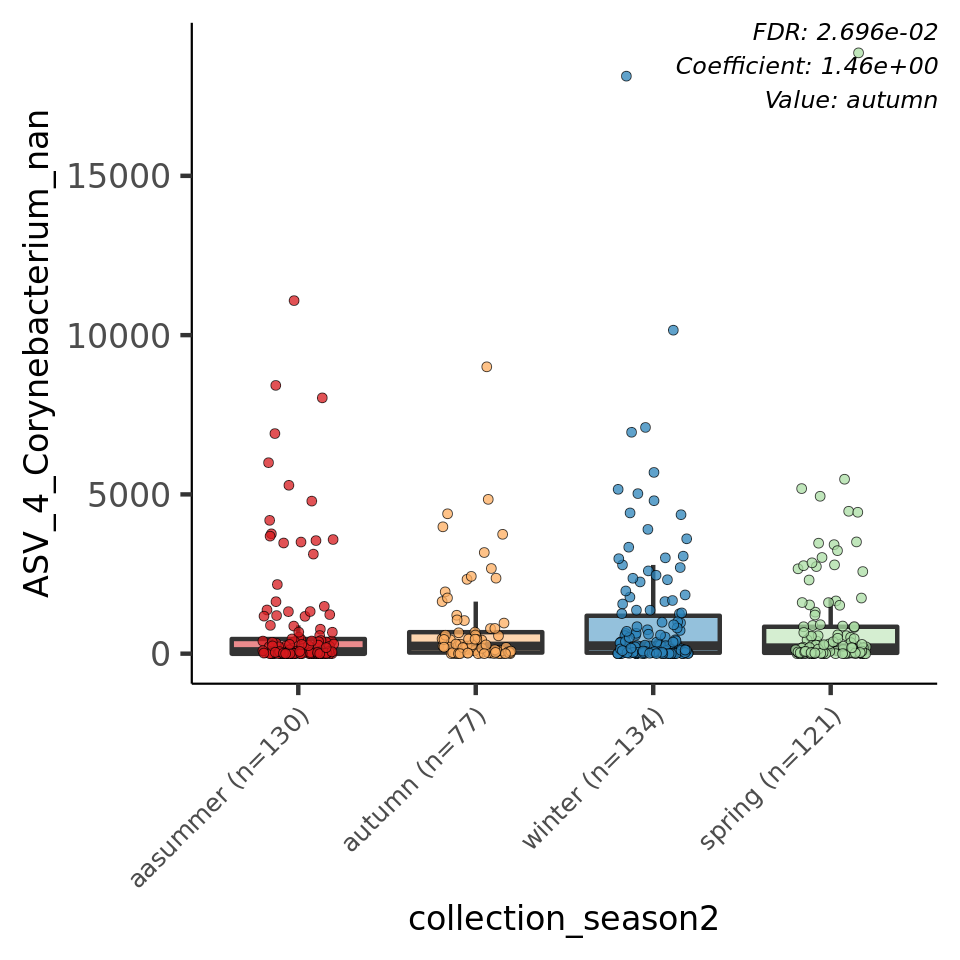 FDR: 2.696e-02
Coefficient: 1.46e+00
Value: autumn
ASV_4_Corynebacterium_nan
15000
10000
5000
0
aasummer (n=130)
autumn (n=77)
winter (n=134)
spring (n=121)
collection_season2